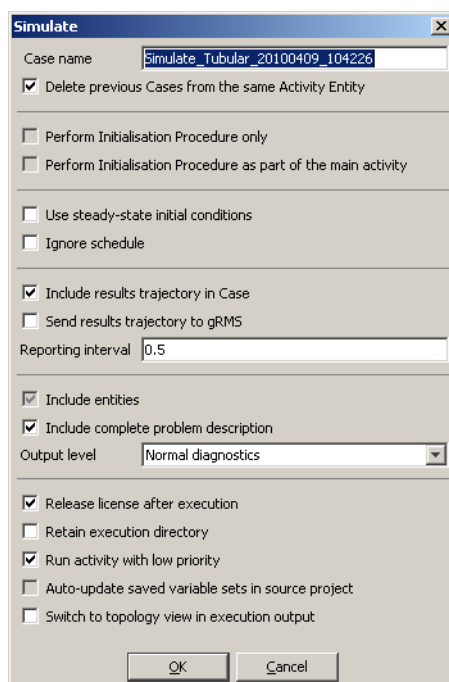 Simulate
Case name Simulate_Tubular_20100409_104226
Delete previous Cases from the same Activity Entity
Perform Initialisation Procedure only
Perform Initialisation Procedure as part of the main activity
Use steady-state initial conditions
Ignore schedule
Include results trajectory in Case
Send results trajectory to gRMS
Reporting interval 0.5
Include entities
Include complete problem description
Output level Normal diagnostics
Release license after execution
Retain execution directory
Run activity with low priority
Auto-update saved variable sets in source project
Switch to topology view in execution output
OK Cancel